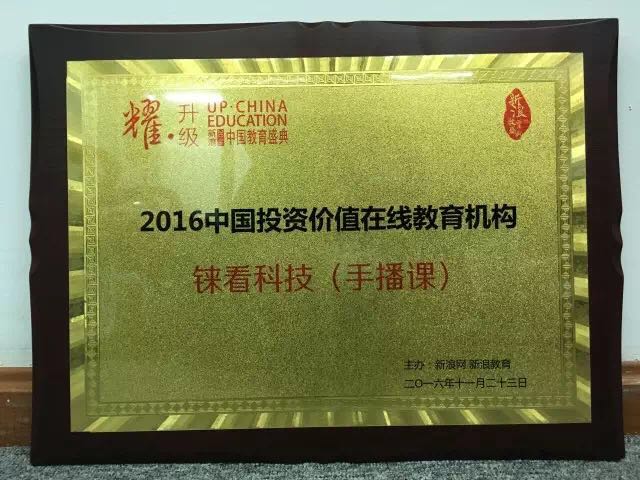 耀·升级
UP·CHINA
EDUCATION
中国教育盛典
新浪
2016中国投资价值在线教育机构
铼看科技（手播课）
主办：新浪网 新浪教育
二〇一六年十一月二十三日